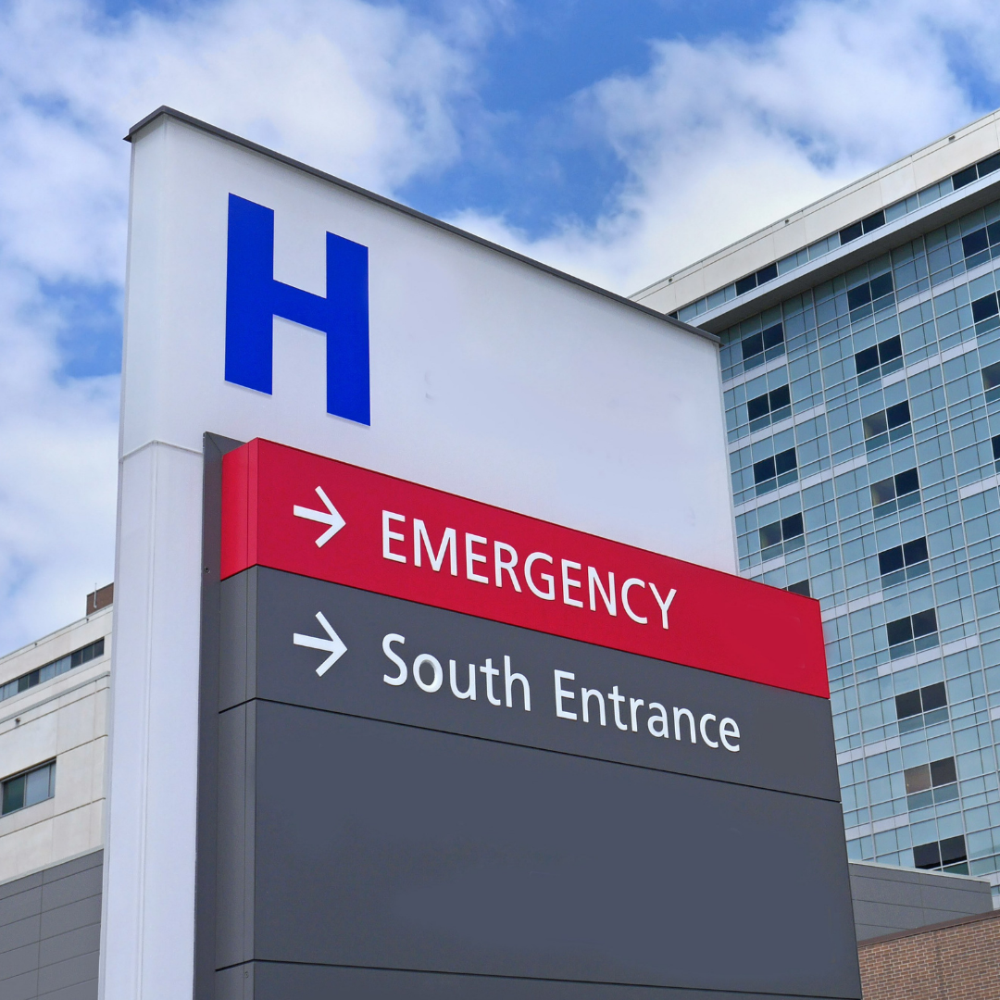 H
→ EMERGENCY
→ South Entrance